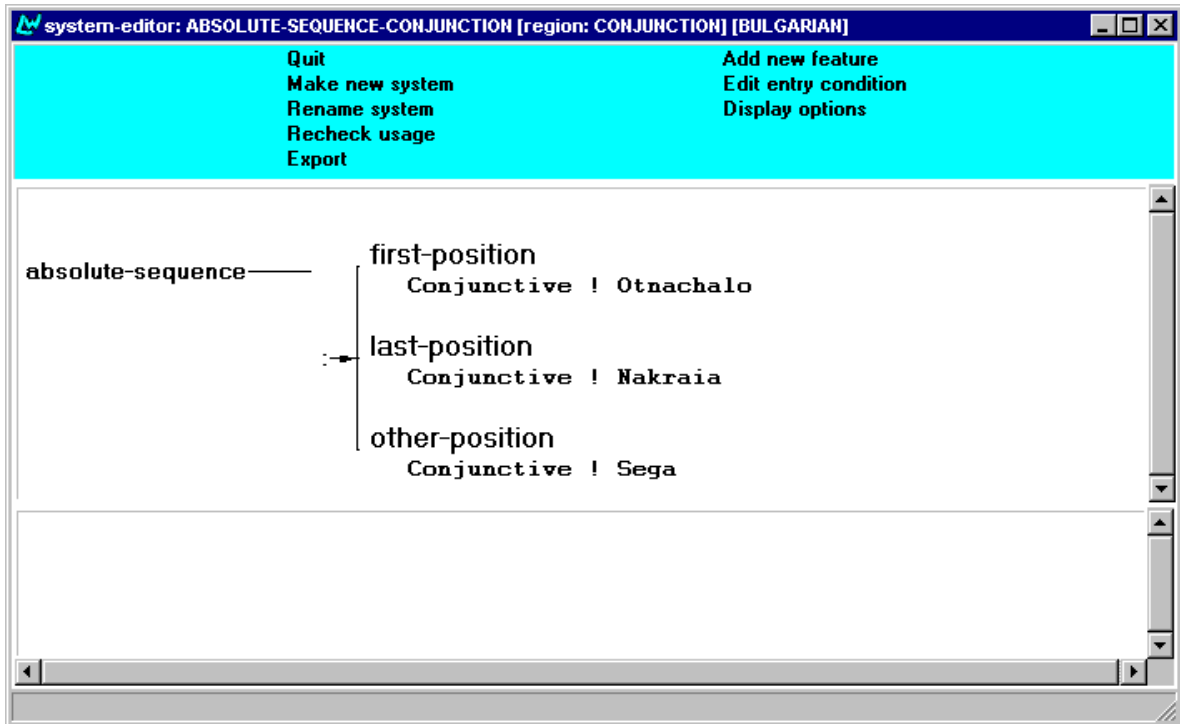 system-editor: ABSOLUTE-SEQUENCE-CONJUNCTION [region: CONJUNCTION] [BULGARIAN]
Quit
Make new system
Rename system
Recheck usage
Export
Add new feature
Edit entry condition
Display options
absolute-sequence
first-position
Conjunctive ! Otnachalo
last-position
Conjunctive ! Nakraia
other-position
Conjunctive ! Sega